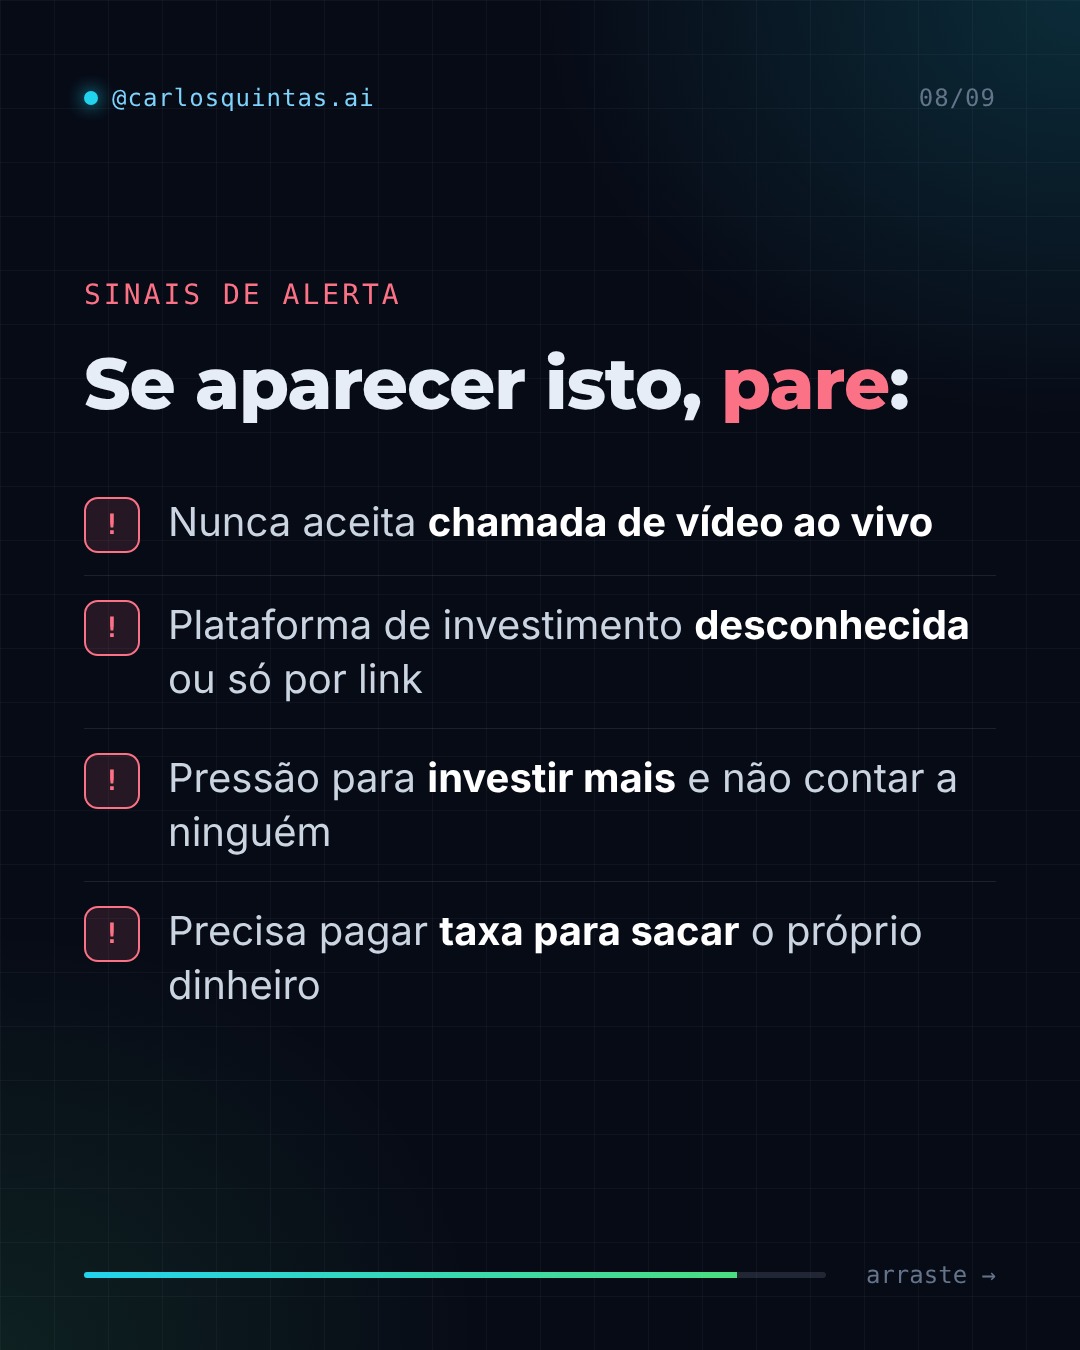 @carlosquintas.ai
08/09
SINAIS DE ALERTA
Se aparecer isto, pare:
! Nunca aceita chamada de vídeo ao vivo
! Plataforma de investimento desconhecida
ou só por link
! Pressão para investir mais e não contar a
ninguém
! Precisa pagar taxa para sacar o próprio
dinheiro
arraste →